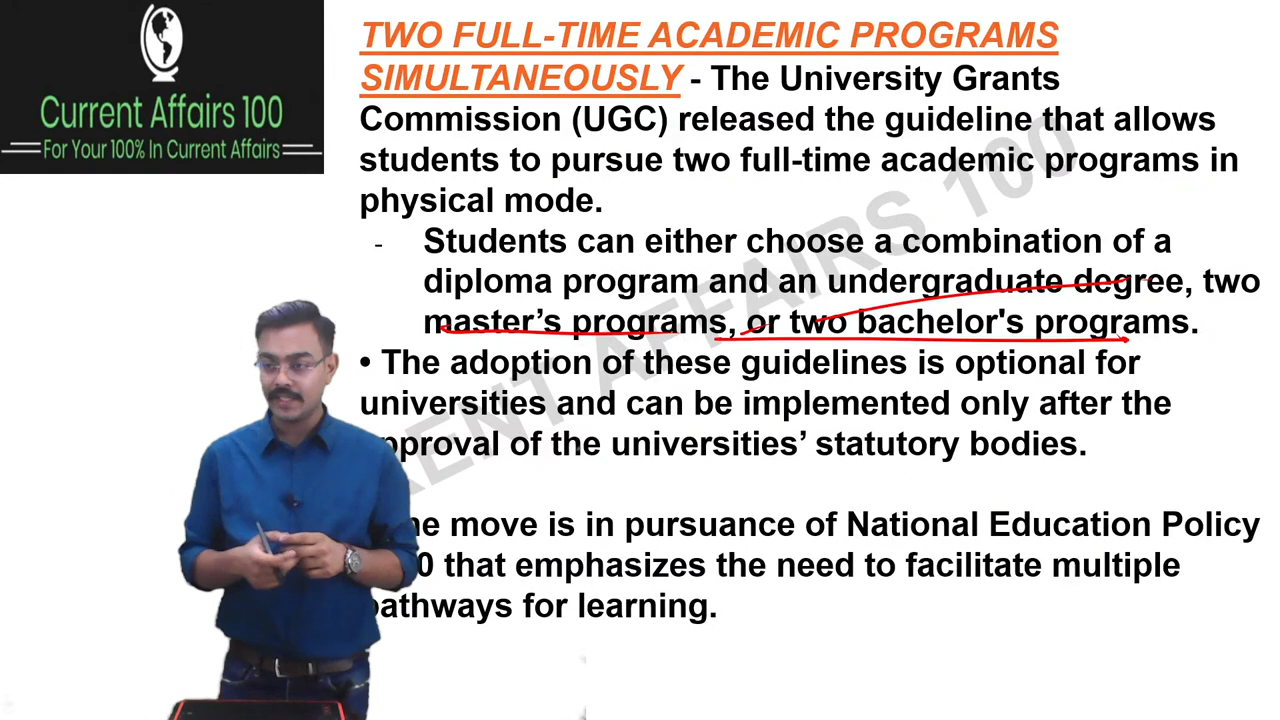 Current Affairs 100
For Your 100% In Current Affairs
TWO FULL-TIME ACADEMIC PROGRAMS
SIMULTANEOUSLY - The University Grants
Commission (UGC) released the guideline that allows
students to pursue two full-time academic programs in
physical mode.
- Students can either choose a combination of a
diploma program and an undergraduate degree, two
master’s programs, or two bachelor's programs.
• The adoption of these guidelines is optional for
universities and can be implemented only after the
pproval of the universities’ statutory bodies.
move is in pursuance of National Education Policy
0 that emphasizes the need to facilitate multiple
pathways for learning.
RENT AFFAIRS 100